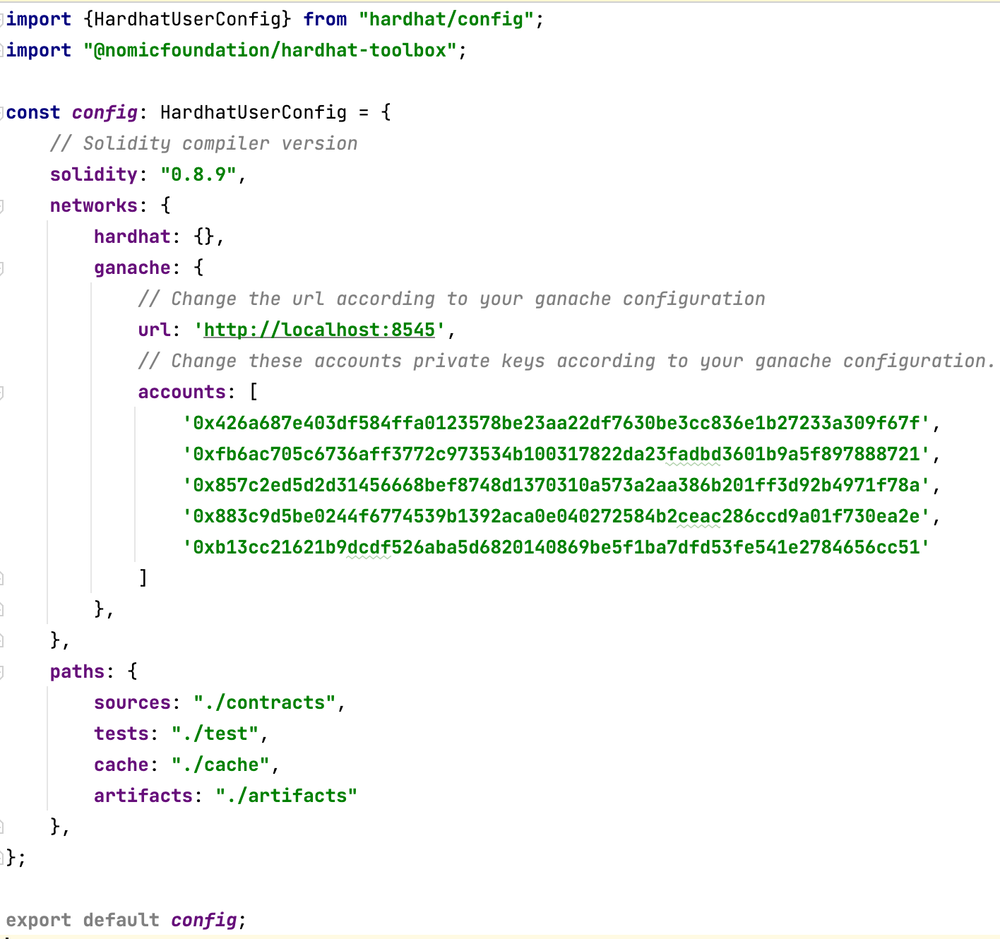 import {HardhatUserConfig} from "hardhat/config";
import "@nomicfoundation/hardhat-toolbox";
const config: HardhatUserConfig = {
// Solidity compiler version
solidity: "0.8.9",
networks: {
hardhat: {},
ganache: {
// Change the url according to your ganache configuration
url: 'http://localhost:8545',
// Change these accounts private keys according to your ganache configuration.
accounts: [
'0x426a687e403df584ffa0123578be23aa22df7630be3cc836e1b27233a309f67f',
'0xfb6ac705c6736aff3772c973534b100317822da23fadbd3601b9a5f897888721',
'0x857c2ed5d2d31456668bef8748d1370310a573a2aa386b201ff3d92b4971f78a',
'0x883c9d5be0244f6774539b1392aca0e040272584b2ceac286ccd9a01f730ea2e',
'0xb13cc21621b9dcdf526aba5d6820140869be5f1ba7dfd53fe541e2784656cc51'
]
},
},
paths: {
sources: "./contracts",
tests: "./test",
cache: "./cache",
artifacts: "./artifacts"
},
};
export default config;